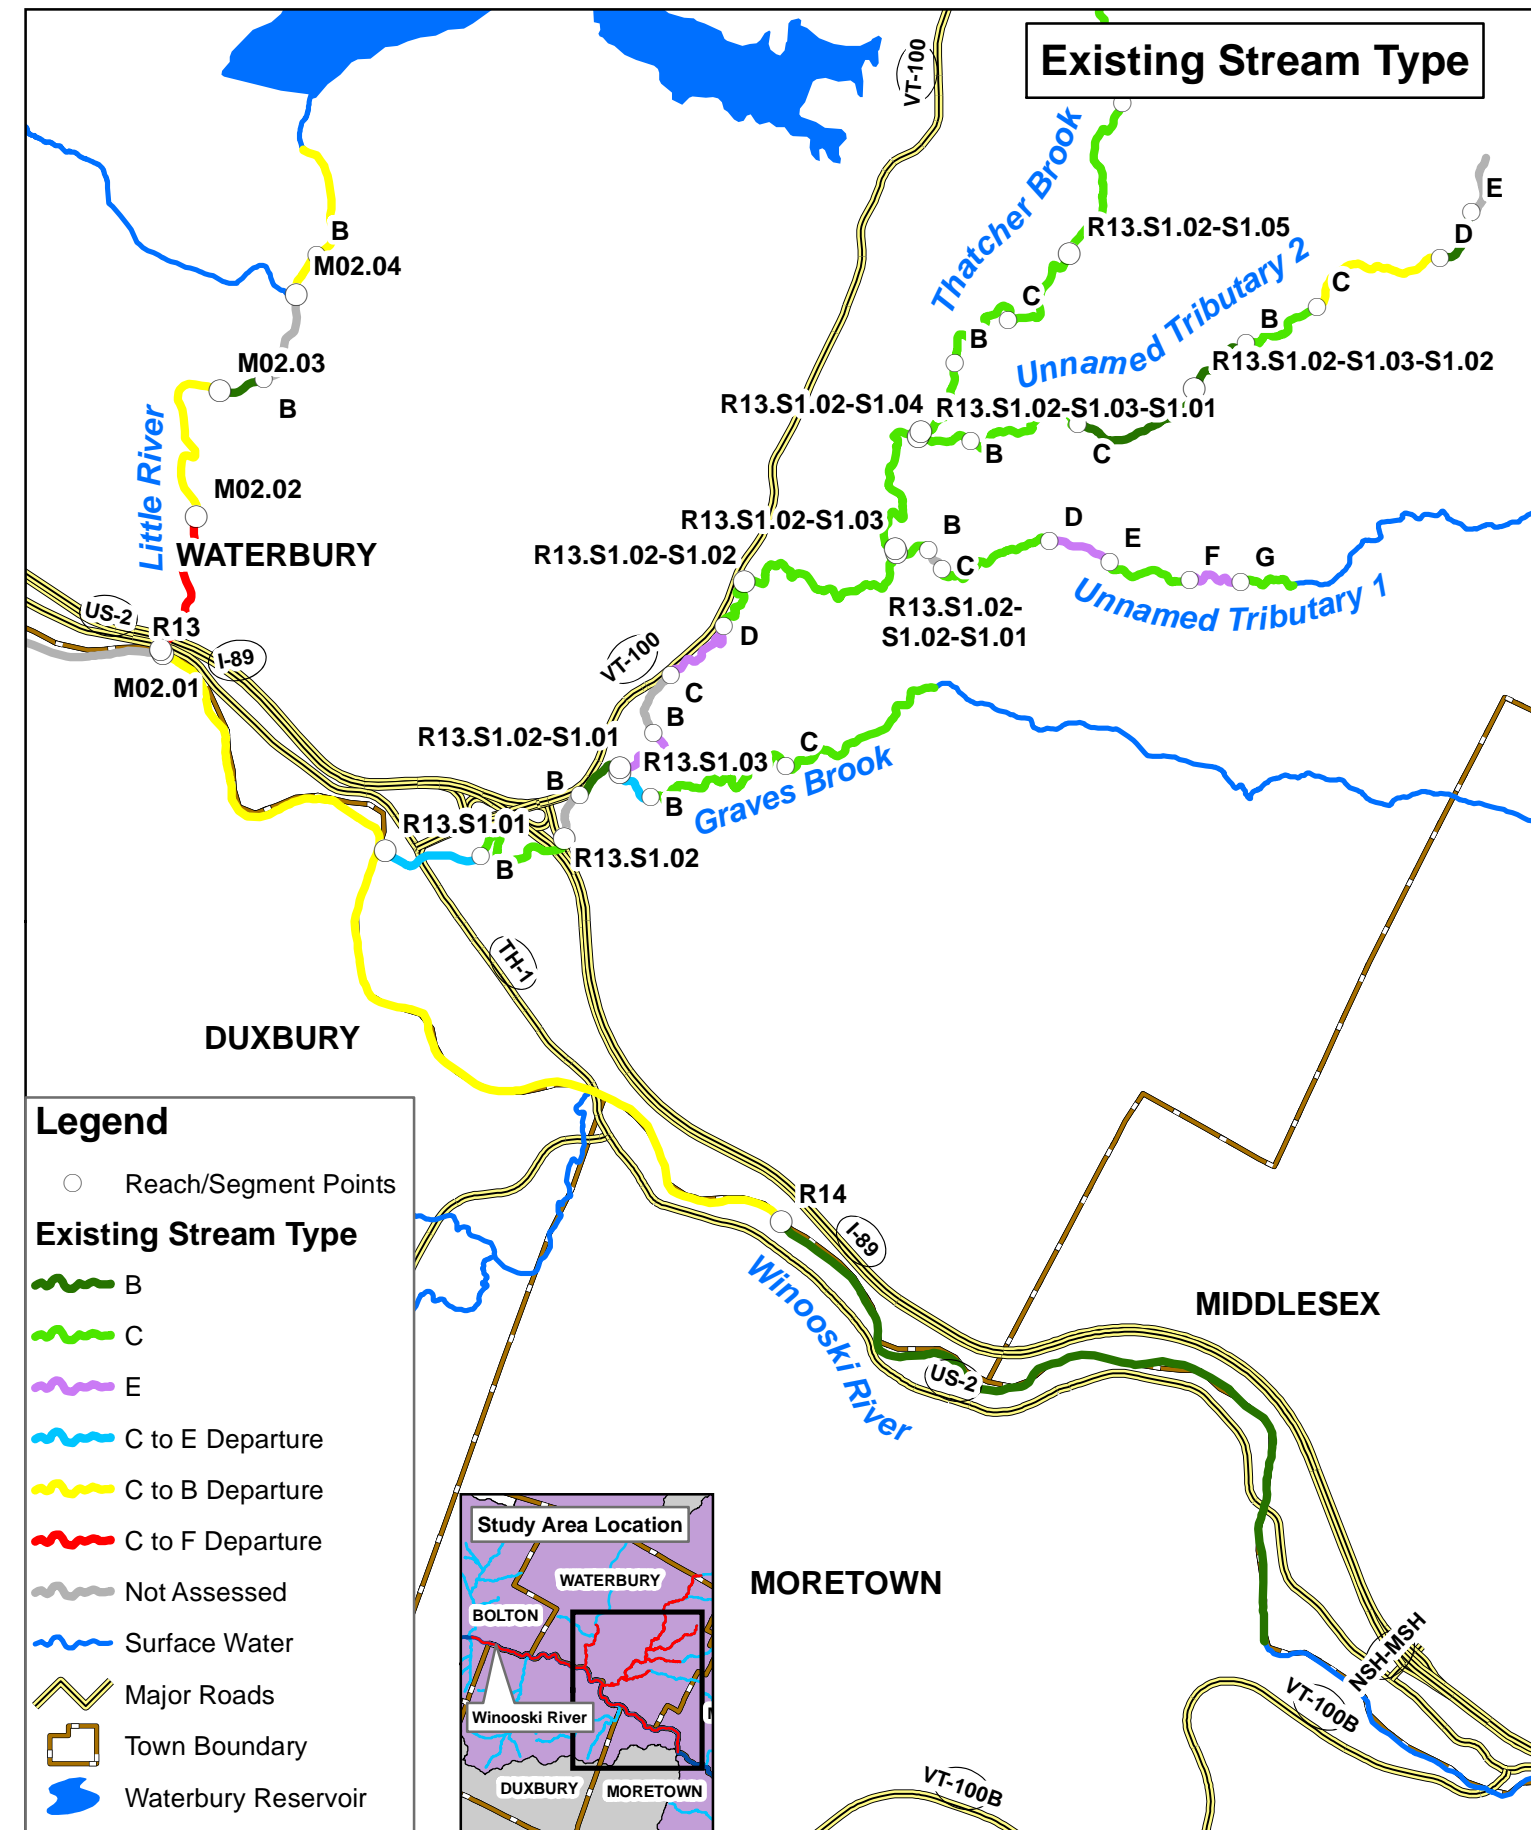 Existing Stream Type
VT-100
Thatcher Brook
E
R13.S1.02-S1.05
D
B
M02.04
Unnamed Tributary 2
C
C
B
B
M02.03
R13.S1.02-S1.03-S1.02
B
R13.S1.02-S1.04
R13.S1.02-S1.03-S1.01
B
C
Little River
M02.02
R13.S1.02-S1.03
B
D
E
F
G
C
WATERBURY
R13.S1.02-S1.02
Unnamed Tributary 1
R13.S1.02-
S1.02-S1.01
US-2
R13
I-89
VT-100
D
M02.01
C
B
R13.S1.02-S1.01
R13.S1.03
C
B
B
Graves Brook
R13.S1.01
B
R13.S1.02
TH-1
DUXBURY
R14
I-89
Winooski River
MIDDLESEX
US-2
MORETOWN
NSH-MSH
VT-100B
VT-100B
Legend
Reach/Segment Points
Existing Stream Type
B
C
E
C to E Departure
C to B Departure
C to F Departure
Not Assessed
Surface Water
Major Roads
Town Boundary
Waterbury Reservoir
Study Area Location
WATERBURY
BOLTON
Winooski River
DUXBURY
MORETOWN